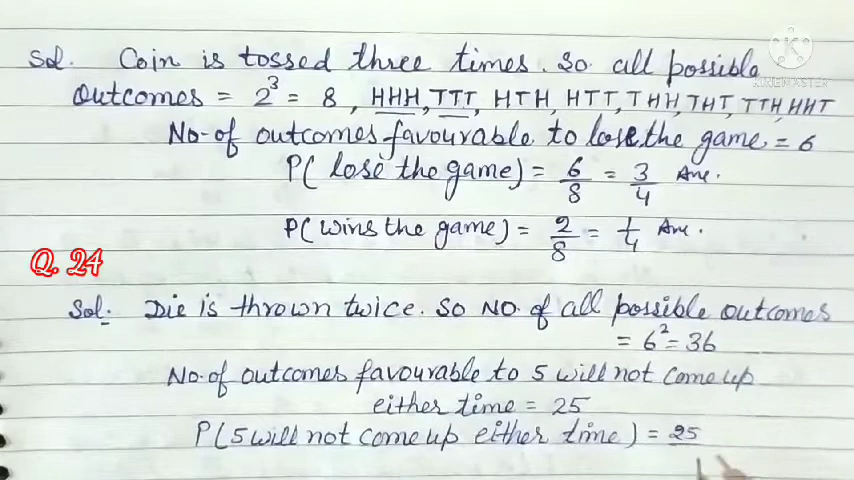 Sol. Coin is tossed three times. So all possible
KINEMASTER
outcomes = 2³ = 8, HHH, TTT, HTH, HTT, THH, THT, TTH, HHT
No. of outcomes favourable to lose the game = 6
P( lose the game) = 6/8 = 3/4 Ans.
P( wins the game) = 2/8 = 1/4 Ans.
Q. 24
Sol. Die is thrown twice. So No. of all possible outcomes
= 6² = 36
No. of outcomes favourable to 5 will not come up
either time = 25
P( 5 will not come up either time ) = 25